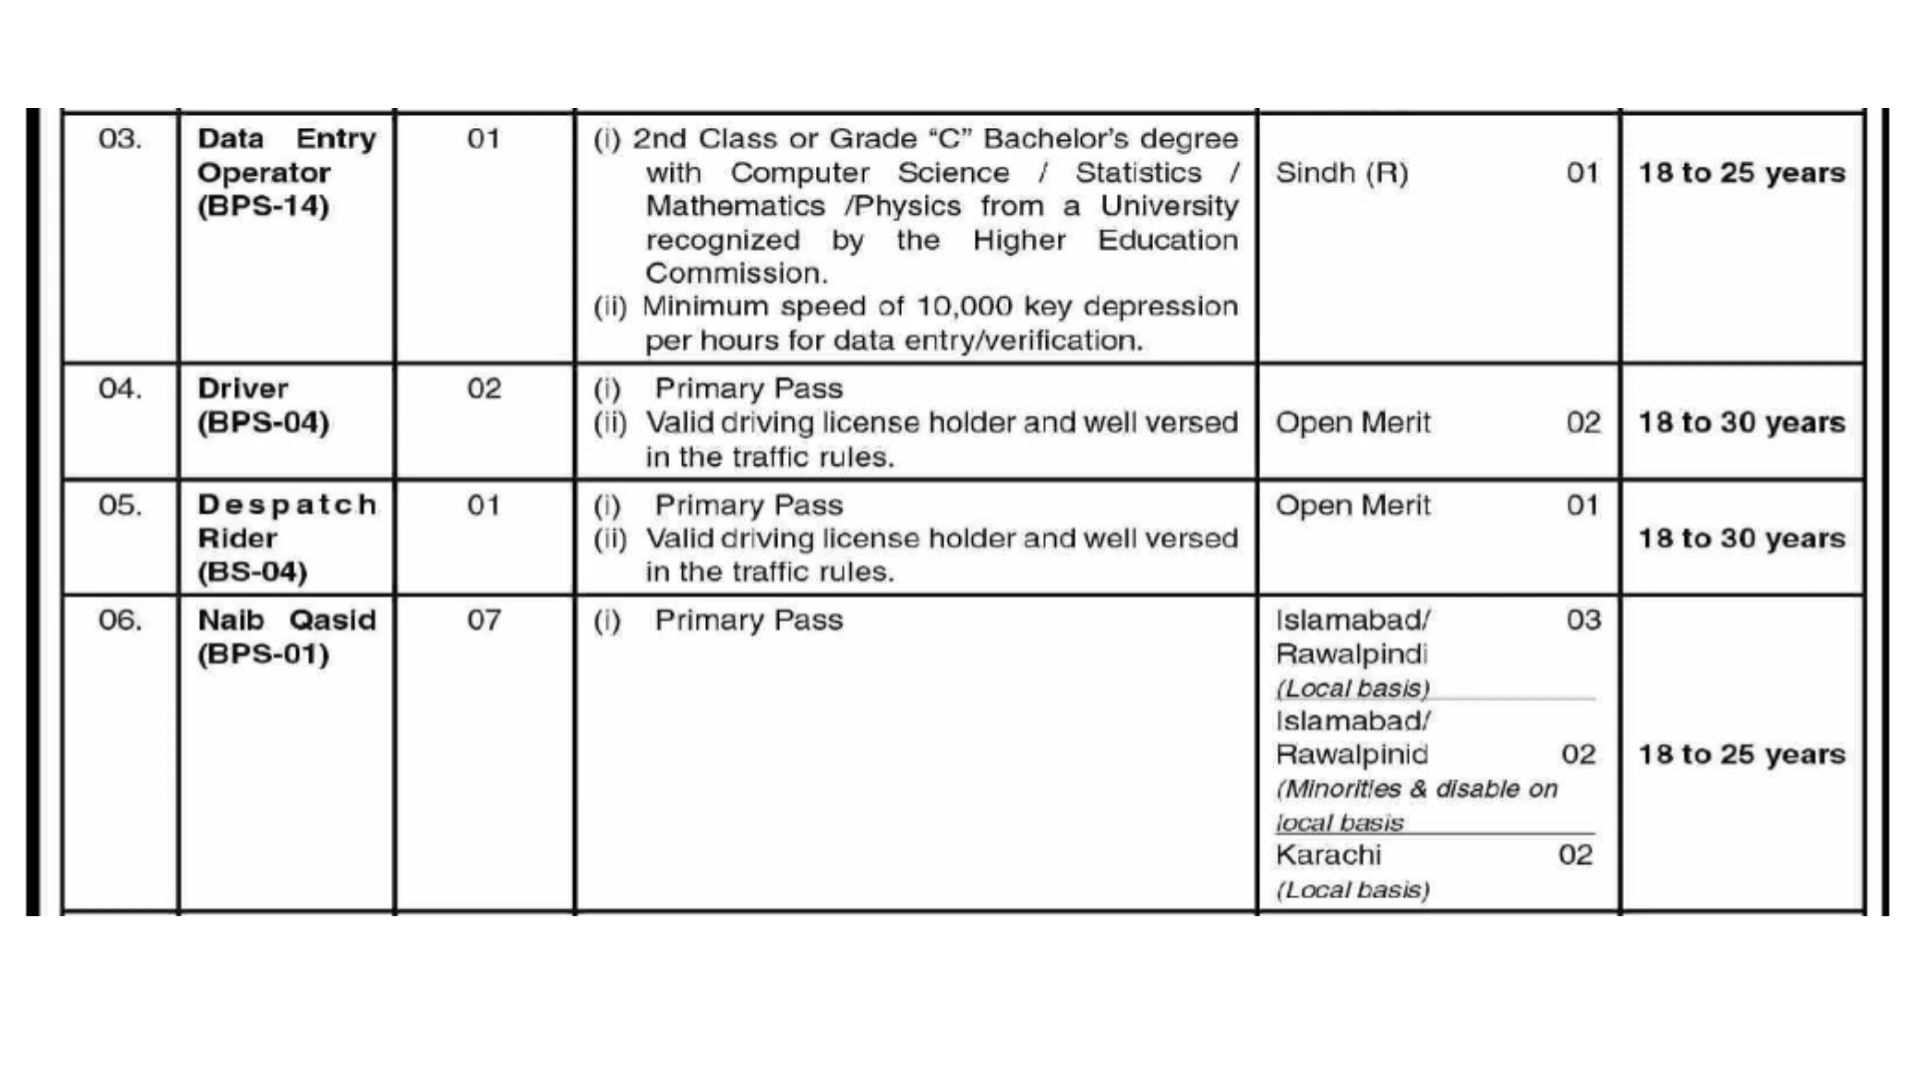 03. Data Entry 01 (i) 2nd Class or Grade “C” Bachelor’s degree
Operator with Computer Science / Statistics / Sindh (R) 01 18 to 25 years
(BPS-14) Mathematics /Physics from a University
recognized by the Higher Education
Commission.
(ii) Minimum speed of 10,000 key depression
per hours for data entry/verification.
04. Driver 02 (i) Primary Pass
(BPS-04) (ii) Valid driving license holder and well versed Open Merit 02 18 to 30 years
in the traffic rules.
05. Despatch 01 (i) Primary Pass Open Merit 01
Rider (ii) Valid driving license holder and well versed 18 to 30 years
(BS-04) in the traffic rules.
06. Naib Qasid 07 (i) Primary Pass Islamabad/ 03
(BPS-01) Rawalpindi
(Local basis)
Islamabad/
Rawalpinid 02 18 to 25 years
(Minorities & disable on
local basis
Karachi 02
(Local basis)